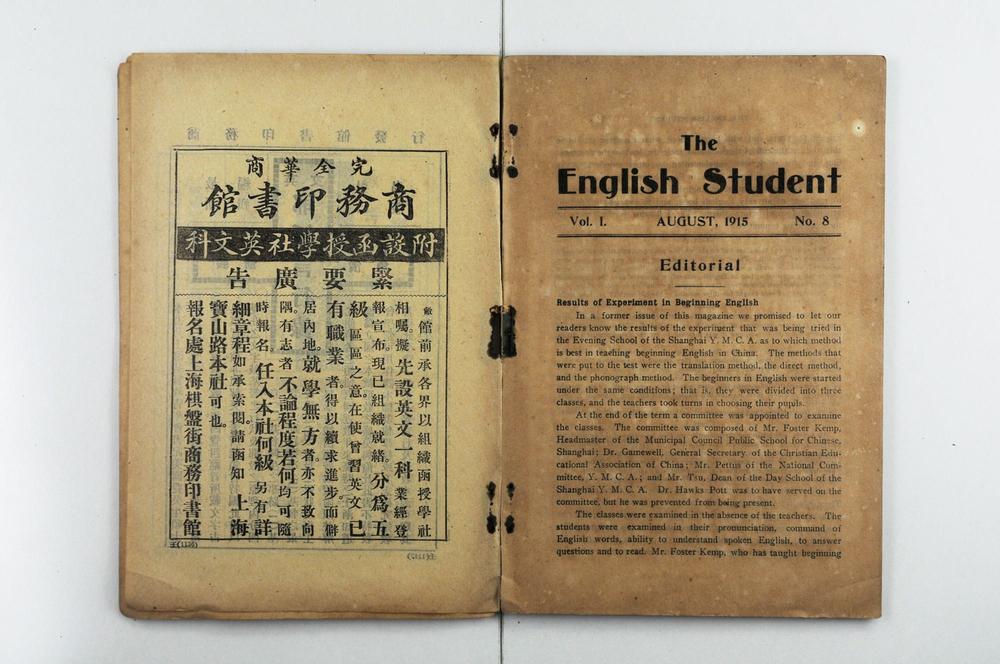 完全華商
商務印書館
附設函授學社英文科
緊要廣告
敝館前承各界以組織函授學社
相囑。擬先設英文一科業經登
報宣布。現已組織就緒。分爲五
級。區區之意在使曾習英文已
有職業者。得以續求進步。而僻
居內地。就學無方者。亦不致向
隅。有志者不論程度若何均可隨
時報名。任入本社何級。另有詳
細章程如承索閱。請函知上海
寶山路本社可也。
報名處上海棋盤街商務印書館
The
English Student
Vol. I. AUGUST, 1915 No. 8
Editorial
Results of Experiment in Beginning English
In a former issue of this magazine we promised to let our
readers know the results of the experiment that was being tried in
the Evening School of the Shanghai Y. M. C. A. as to which method
is best in teaching beginning English in China. The methods that
were put to the test were the translation method, the direct method,
and the phonograph method. The beginners in English were started
under the same conditions; that is, they were divided into three
classes, and the teachers took turns in choosing their pupils.
At the end of the term a committee was appointed to examine
the classes. The committee was composed of Mr. Foster Kemp,
Headmaster of the Municipal Council Public School for Chinese,
Shanghai; Dr. Gamewell, General Secretary of the Christian Edu-
cational Association of China; Mr. Pettus of the National Com-
mittee, Y. M. C. A.; and Mr. Tsu, Dean of the Day School of the
Shanghai Y. M. C. A. Dr. Hawks Pott was to have served on the
committee, but he was prevented from being present.
The classes were examined in the absence of the teachers. The
students were examined in their pronunciation, command of
English words, ability to understand spoken English, to answer
questions and to read. Mr. Foster Kemp, who has taught beginning